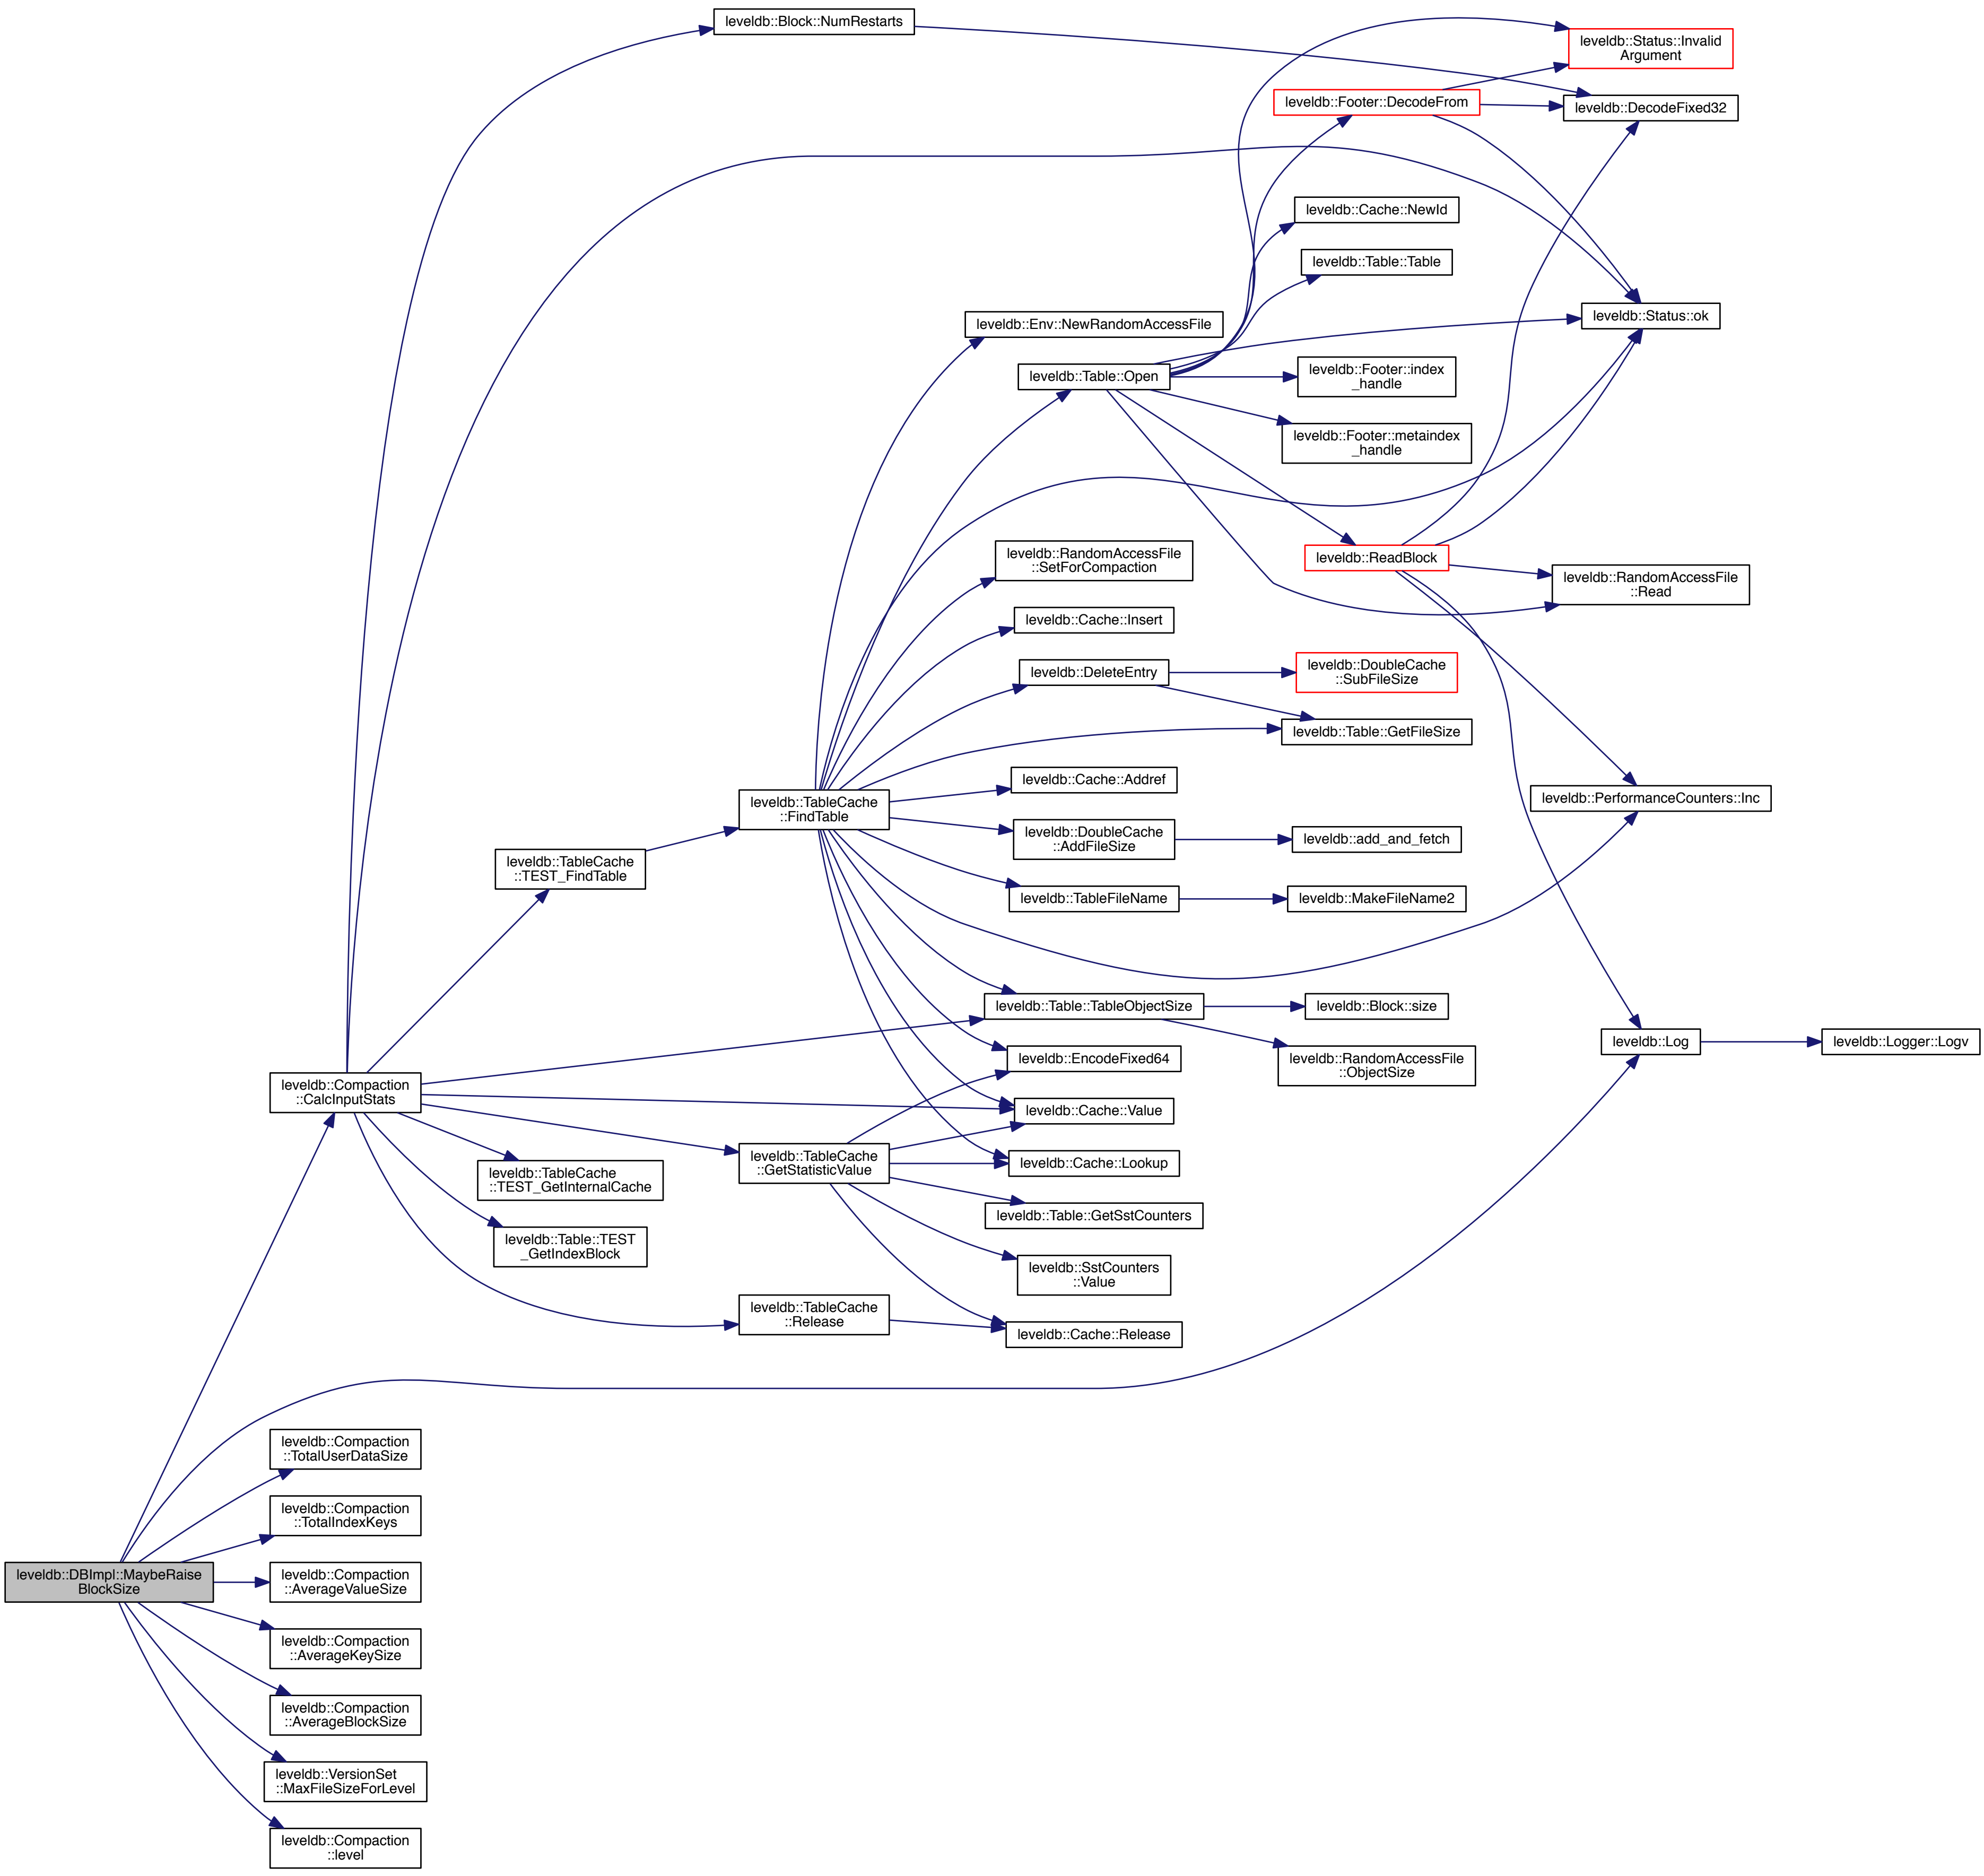 leveldb::Block::NumRestarts
leveldb::Status::Invalid
Argument
leveldb::Footer::DecodeFrom
leveldb::DecodeFixed32
leveldb::Cache::NewId
leveldb::Table::Table
leveldb::Status::ok
leveldb::Env::NewRandomAccessFile
leveldb::Table::Open
leveldb::Footer::index
_handle
leveldb::Footer::metaindex
_handle
leveldb::RandomAccessFile
::SetForCompaction
leveldb::ReadBlock
leveldb::RandomAccessFile
::Read
leveldb::Cache::Insert
leveldb::DeleteEntry
leveldb::DoubleCache
::SubFileSize
leveldb::Table::GetFileSize
leveldb::Cache::Addref
leveldb::PerformanceCounters::Inc
leveldb::TableCache
::FindTable
leveldb::DoubleCache
::AddFileSize
leveldb::add_and_fetch
leveldb::TableCache
::TEST_FindTable
leveldb::TableFileName
leveldb::MakeFileName2
leveldb::Table::TableObjectSize
leveldb::Block::size
leveldb::Log
leveldb::Logger::Logv
leveldb::EncodeFixed64
leveldb::RandomAccessFile
::ObjectSize
leveldb::Compaction
::CalcInputStats
leveldb::Cache::Value
leveldb::TableCache
::GetStatisticValue
leveldb::Cache::Lookup
leveldb::TableCache
::TEST_GetInternalCache
leveldb::Table::GetSstCounters
leveldb::Table::TEST
_GetIndexBlock
leveldb::SstCounters
::Value
leveldb::TableCache
::Release
leveldb::Cache::Release
leveldb::Compaction
::TotalUserDataSize
leveldb::Compaction
::TotalIndexKeys
leveldb::DBImpl::MaybeRaise
BlockSize
leveldb::Compaction
::AverageValueSize
leveldb::Compaction
::AverageKeySize
leveldb::Compaction
::AverageBlockSize
leveldb::VersionSet
::MaxFileSizeForLevel
leveldb::Compaction
::level